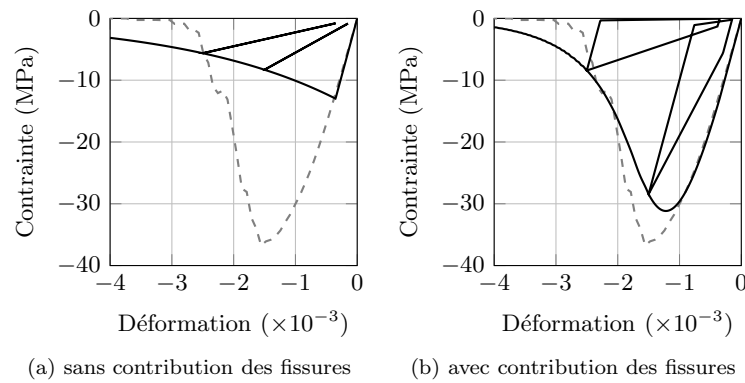 0
−10
−20
−30
−40
Contrainte (MPa)
−4 −3 −2 −1 0
Déformation (×10⁻³)
(a) sans contribution des fissures
0
−10
−20
−30
−40
Contrainte (MPa)
−4 −3 −2 −1 0
Déformation (×10⁻³)
(b) avec contribution des fissures